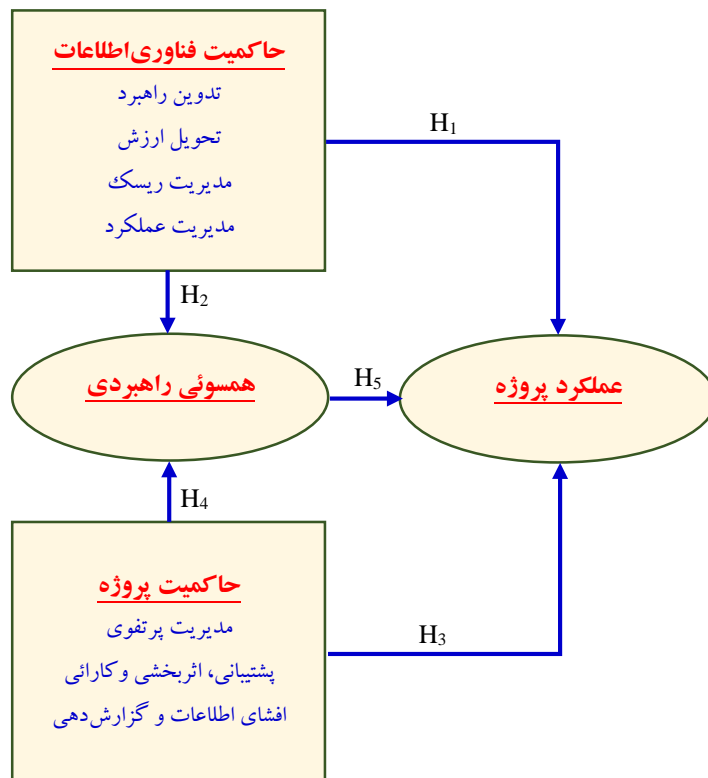 حاکمیت فناوری‌اطلاعات
تدوین راهبرد
تحویل ارزش
مدیریت ریسک
مدیریت عملکرد
H1
H2
همسوئی راهبردی
H5
عملکرد پروژه
H4
حاکمیت پروژه
مدیریت پرتفوی
پشتیبانی، اثربخشی وکارائی
افشای اطلاعات و گزارش‌دهی
H3